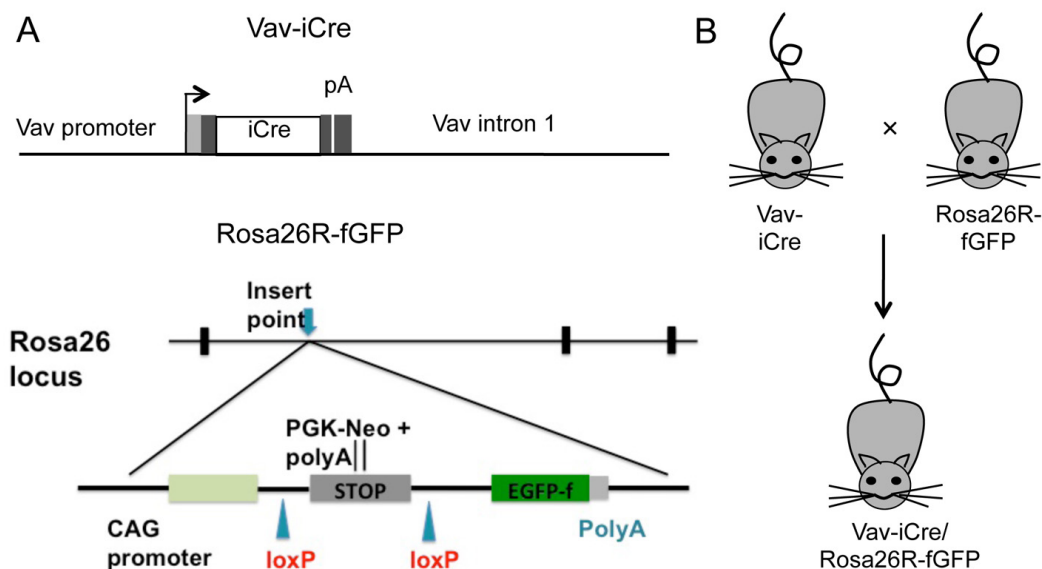 A
Vav-iCre
pA
Vav promoter
iCre
Vav intron 1
Rosa26R-fGFP
Insert
point
Rosa26
locus
PGK-Neo +
polyA
STOP
EGFP-f
CAG
promoter
loxP
loxP
PolyA
B
×
Vav-
iCre
Rosa26R-
fGFP
Vav-iCre/
Rosa26R-fGFP